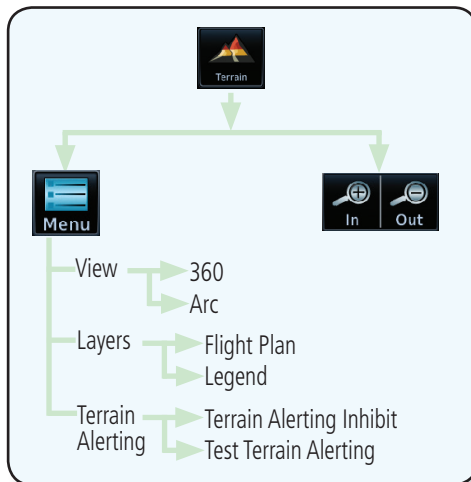 Terrain
Menu
In Out
View
360
Arc
Layers
Flight Plan
Legend
Terrain
Alerting
Terrain Alerting Inhibit
Test Terrain Alerting